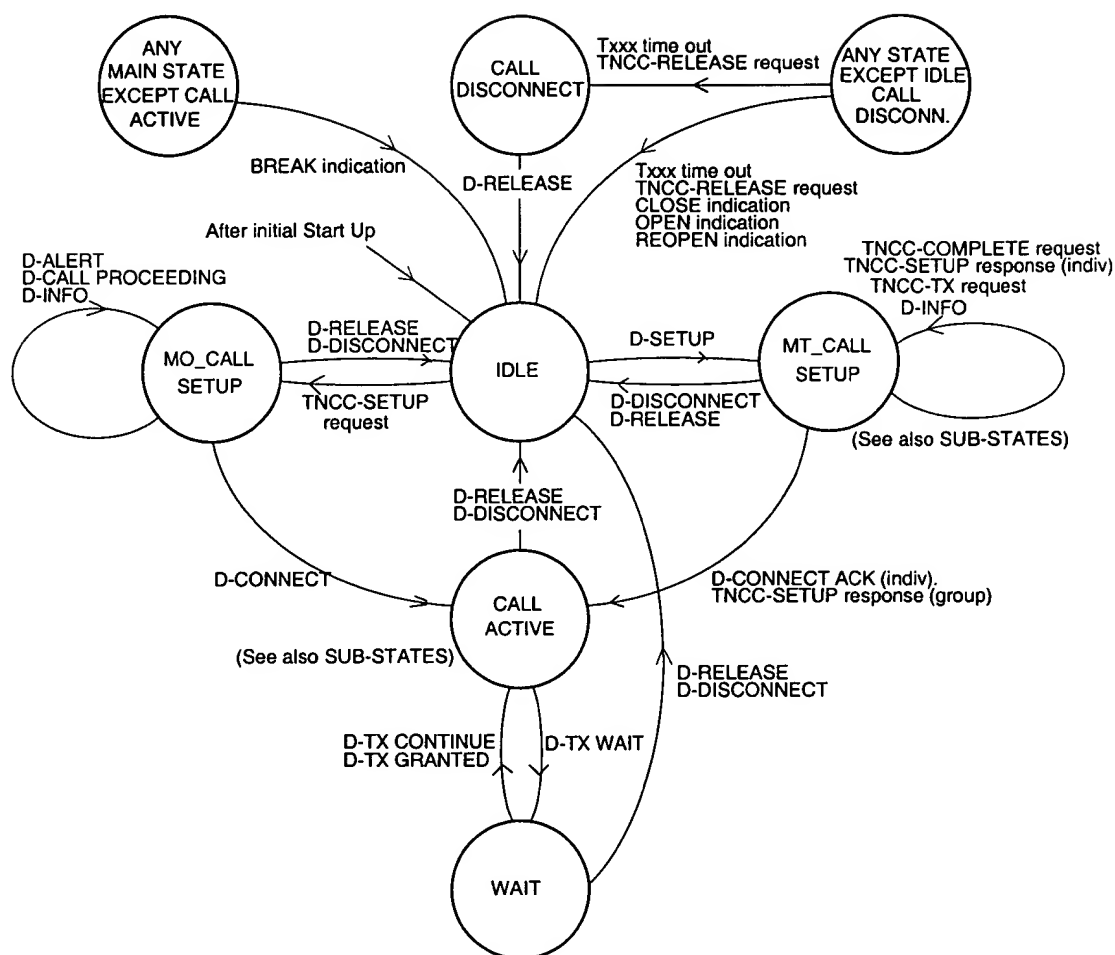 ANY
MAIN STATE
EXCEPT CALL
ACTIVE
CALL
DISCONNECT
Txxx time out
TNCC-RELEASE request
ANY STATE
EXCEPT IDLE
CALL
DISCONN.
BREAK indication
D-RELEASE
Txxx time out
TNCC-RELEASE request
CLOSE indication
OPEN indication
REOPEN indication
After initial Start Up
D-ALERT
D-CALL PROCEEDING
D-INFO
TNCC-COMPLETE request
TNCC-SETUP response (indiv)
TNCC-TX request
D-INFO
MO_CALL
SETUP
D-RELEASE
D-DISCONNECT
TNCC-SETUP
request
IDLE
D-SETUP
D-DISCONNECT
D-RELEASE
MT_CALL
SETUP
(See also SUB-STATES)
D-RELEASE
D-DISCONNECT
D-CONNECT
CALL
ACTIVE
D-CONNECT ACK (indiv).
TNCC-SETUP response (group)
(See also SUB-STATES)
D-RELEASE
D-DISCONNECT
D-TX CONTINUE
D-TX GRANTED
D-TX WAIT
WAIT